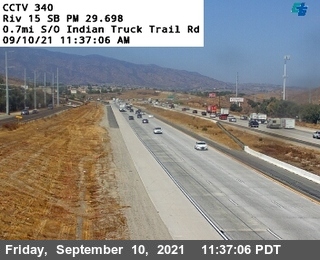 CCTV 340
Riv 15 SB PM 29.698
0.7mi S/O Indian Truck Trail Rd
09/10/21 11:37:06 AM
Friday, September 10, 2021 11:37:06 PDT